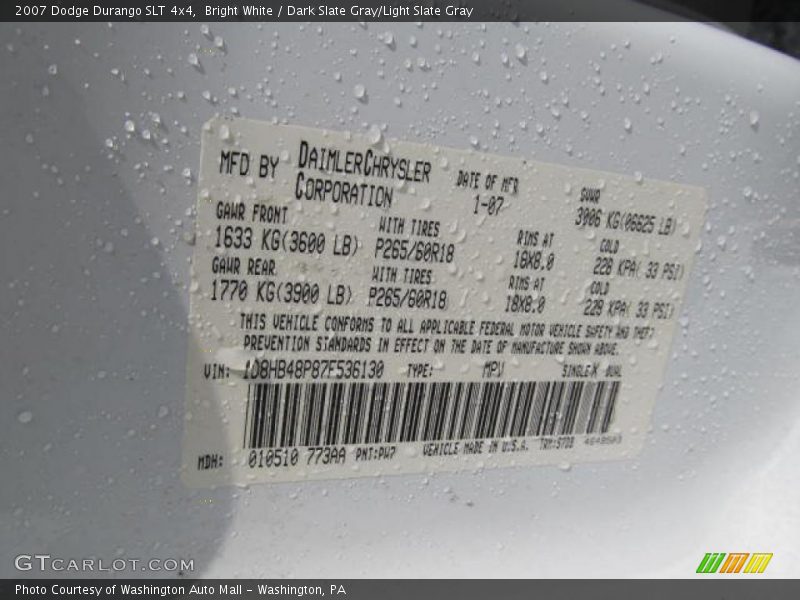 2007 Dodge Durango SLT 4x4, Bright White / Dark Slate Gray/Light Slate Gray
MFD BY DAIMLERCHRYSLER CORPORATION
DATE OF MFR 1-07
GVWR 3006 KG(06625 LB)
GAWR FRONT WITH TIRES RIMS AT COLD
1633 KG(3600 LB) P265/60R18 18X8.0 228 KPA( 33 PSI)
GAWR REAR WITH TIRES RIMS AT COLD
1770 KG(3900 LB) P265/60R18 18X8.0 228 KPA( 33 PSI)
THIS VEHICLE CONFORMS TO ALL APPLICABLE FEDERAL MOTOR VEHICLE SAFETY AND THEFT
PREVENTION STANDARDS IN EFFECT ON THE DATE OF MANUFACTURE SHOWN ABOVE.
VIN: 1D8HB48P87F536130 TYPE: MPV SINGLE X DUAL
MDH: 010510 773AA PNT:PW7 VEHICLE MADE IN U.S.A.
GTCARLOT.COM
Photo Courtesy of Washington Auto Mall - Washington, PA